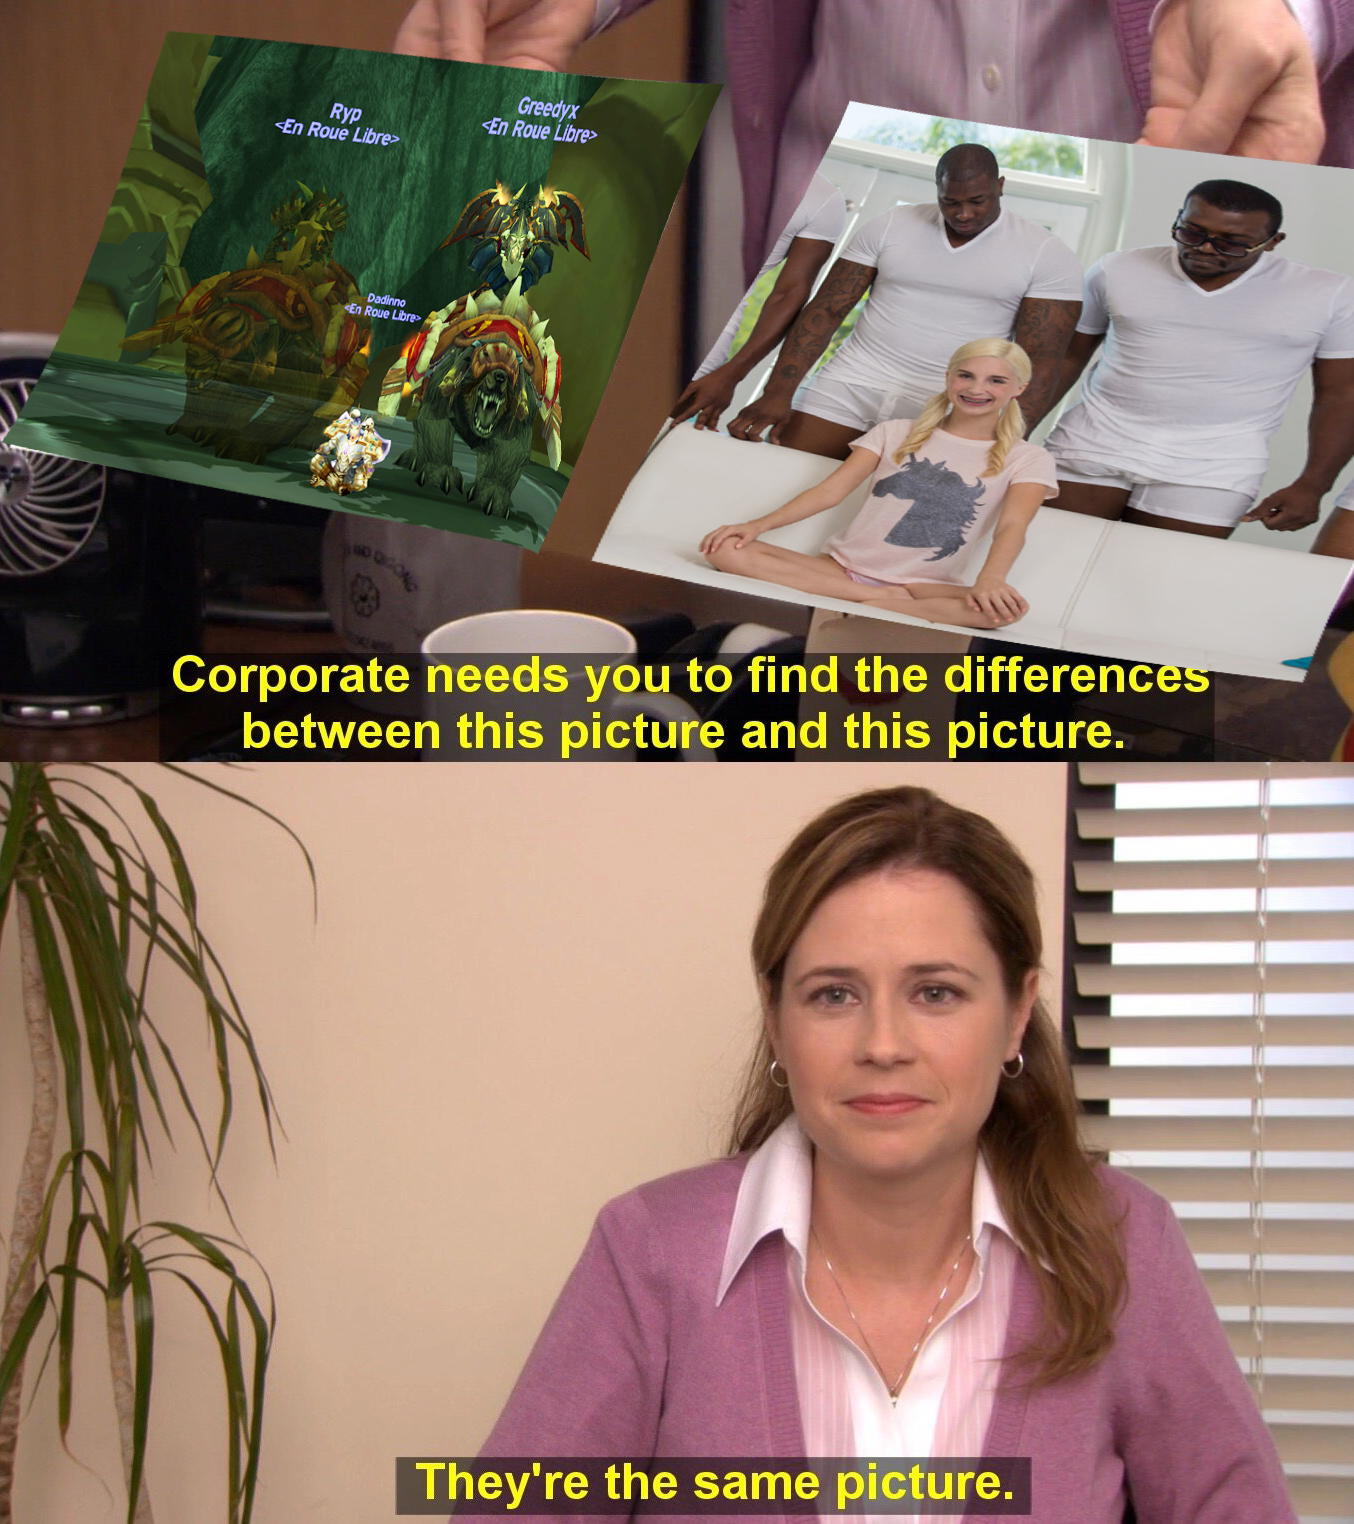 Ryp
<En Roue Libre>
Greedyx
<En Roue Libre>
Dadinno
<En Roue Libre>
Corporate needs you to find the differences
between this picture and this picture.
They're the same picture.